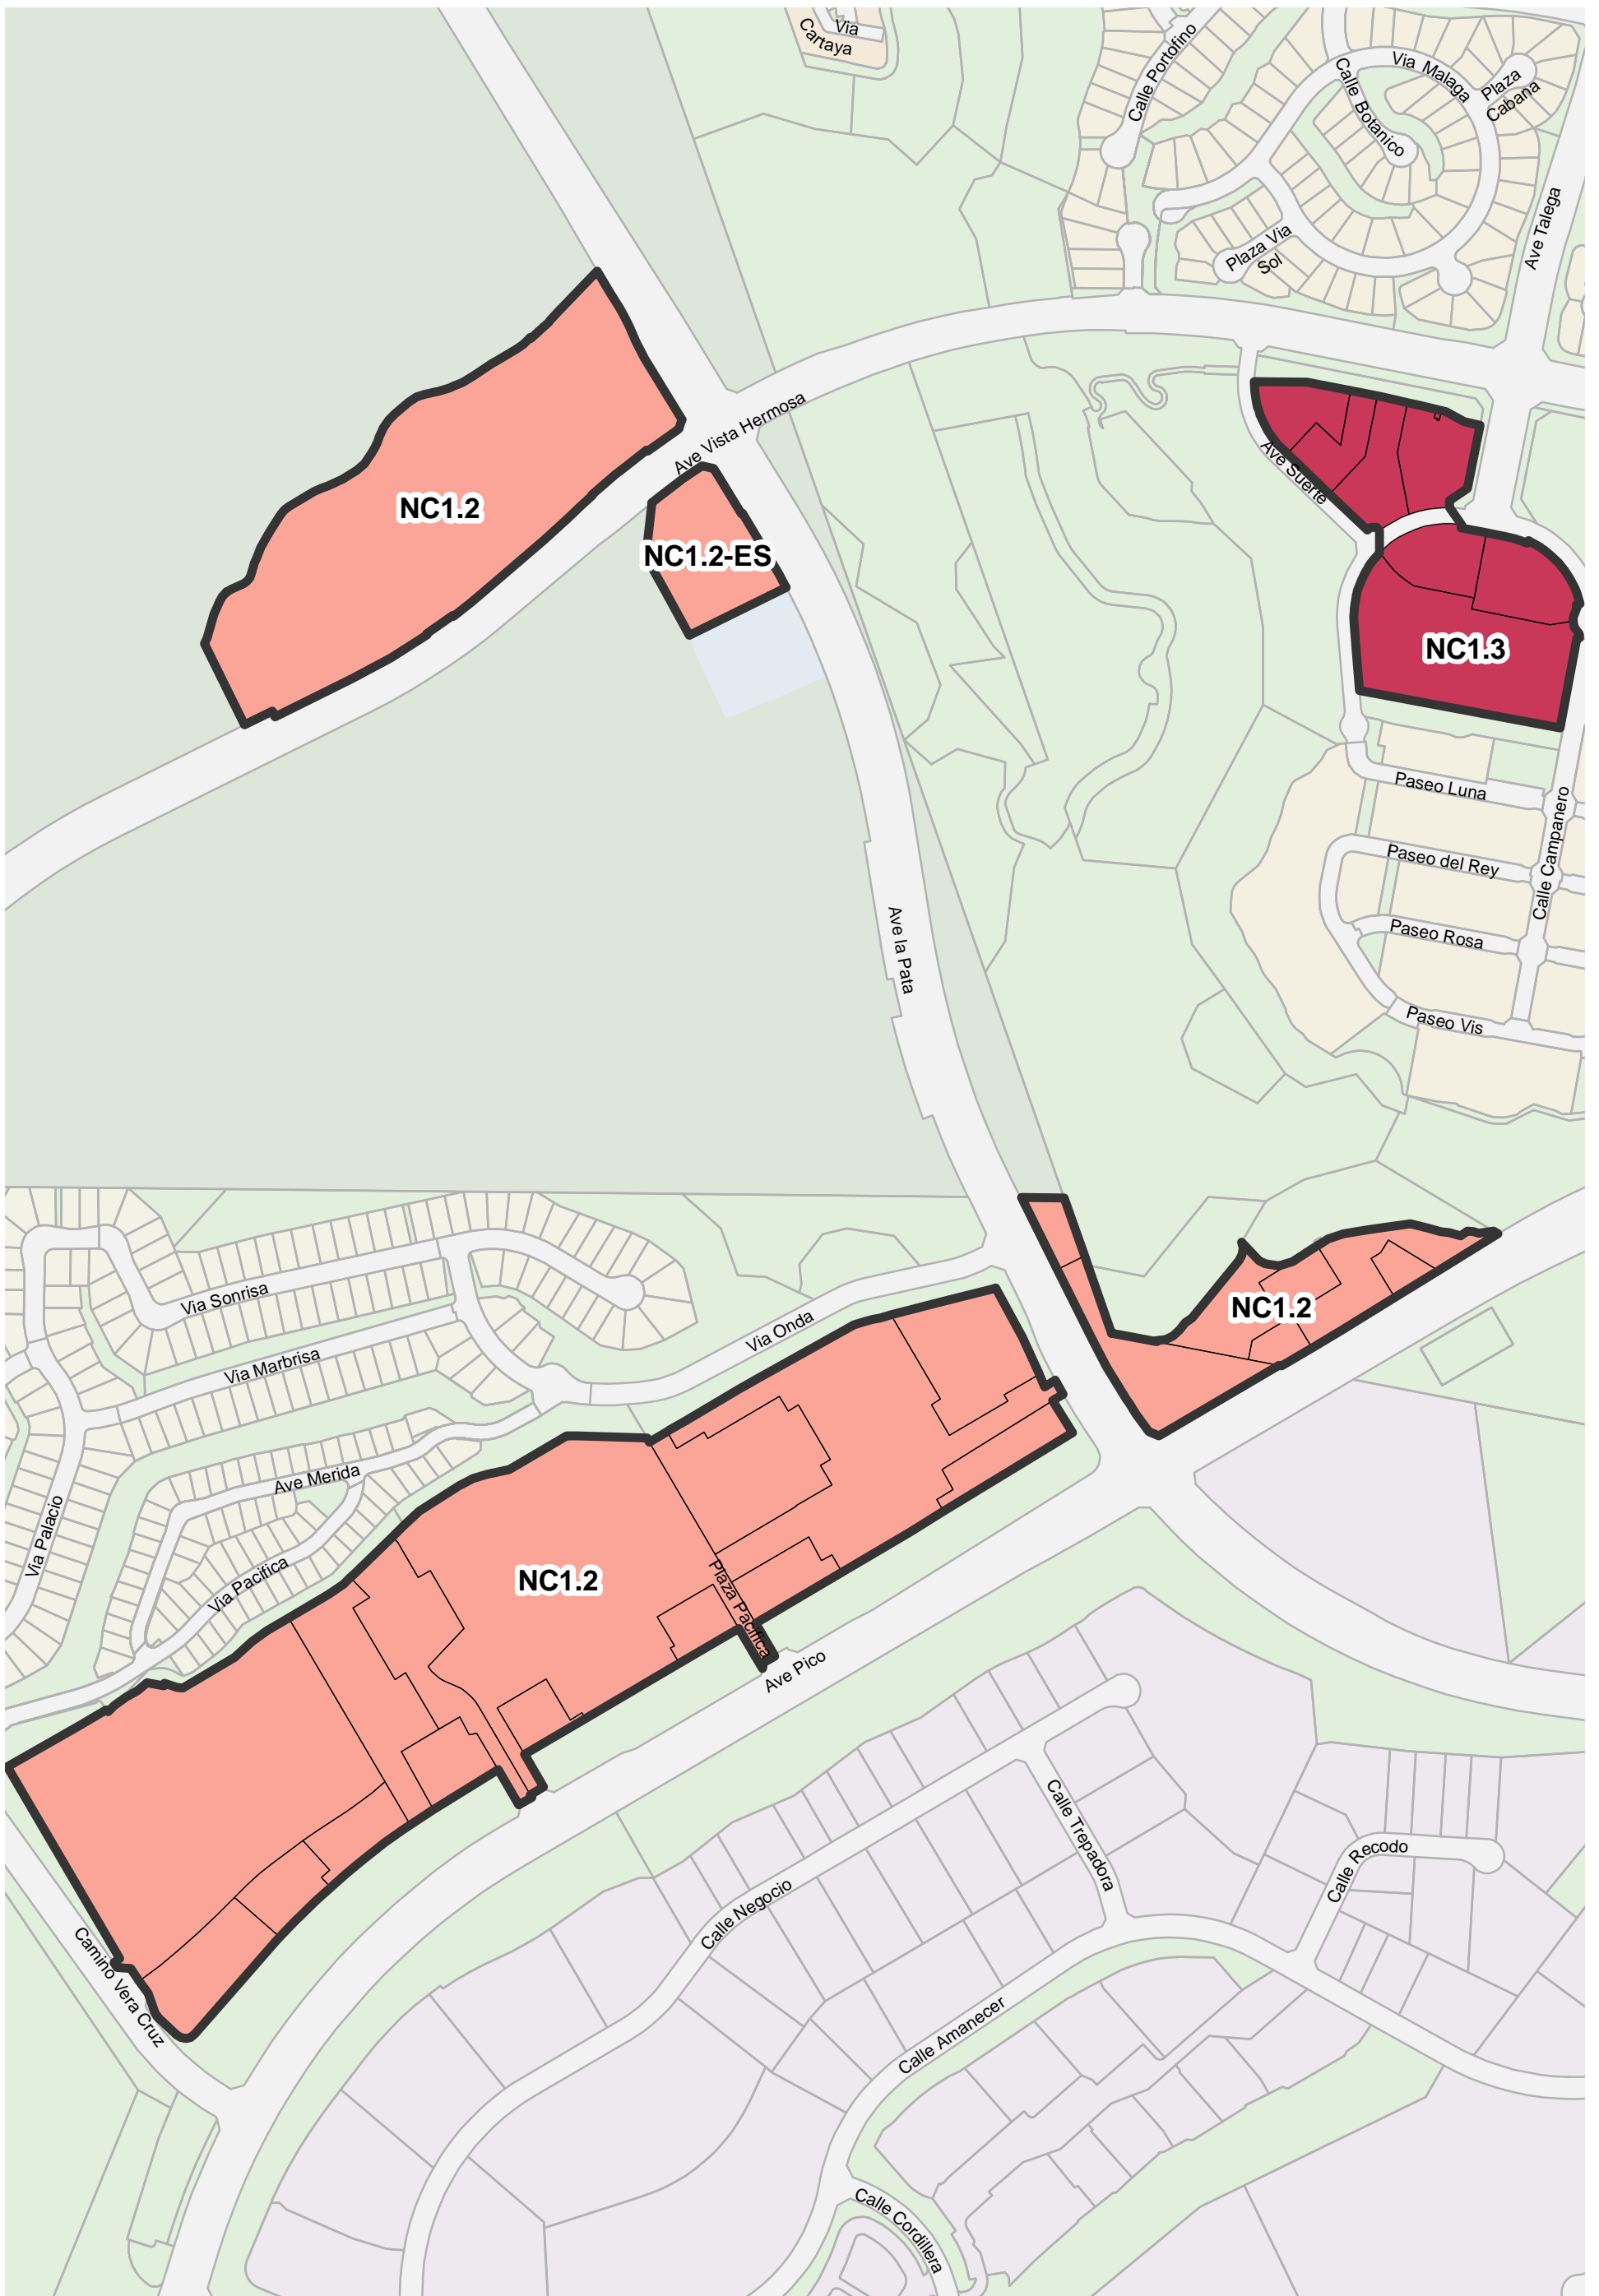 Via
Cartaya
Calle Portofino
Via Malaga
Plaza
Cabana
Calle Botanico
Plaza Via
Sol
Ave Talega
Ave Vista Hermosa
NC1.2
NC1.2-ES
Ave Suerte
NC1.3
Paseo Luna
Paseo del Rey
Calle Campanero
Paseo Rosa
Ave la Pata
Paseo Vis
Via Sonrisa
NC1.2
Via Onda
Via Marbrisa
Ave Merida
Via Palacio
Via Pacifica
NC1.2
Plaza Pacifica
Ave Pico
Calle Trepadora
Calle Recodo
Calle Negocio
Camino Vera Cruz
Calle Amanecer
Calle Cordillera